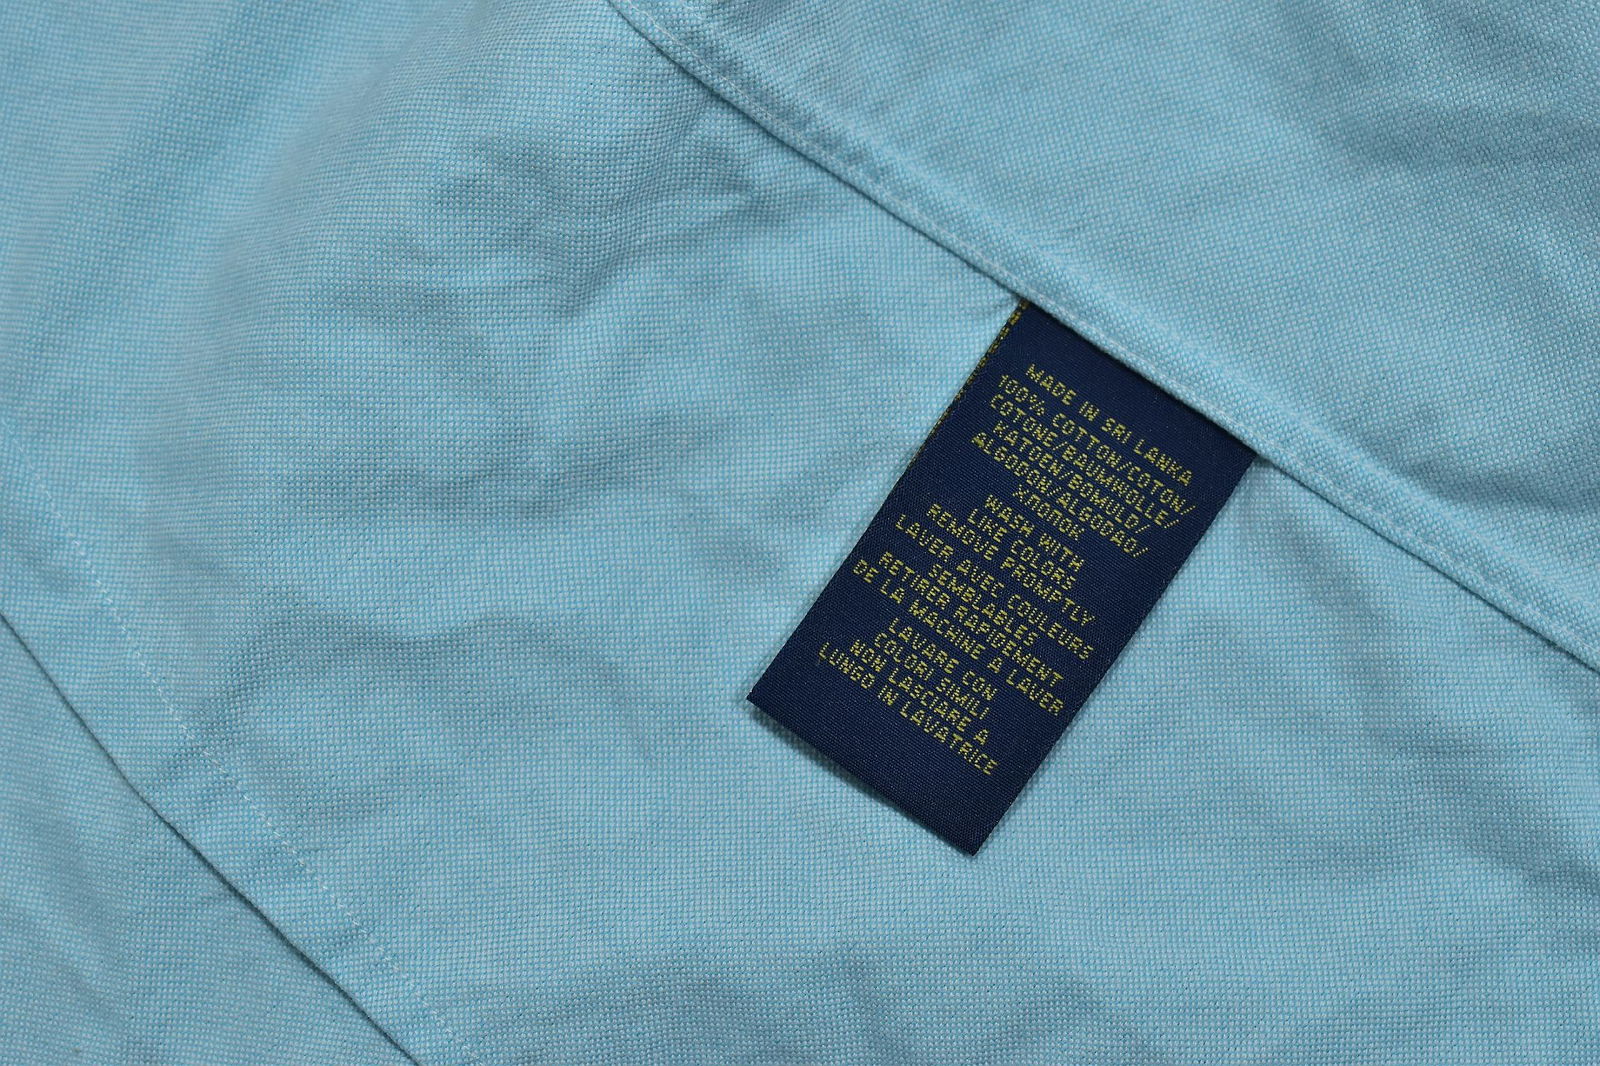 MADE IN SRI LANKA
100% COTTON/COTON/
COTONE/BAUMWOLLE/
KATOEN/BOMULD/
ALGODON/ALGODAO/
ХЛОПОК
WASH WITH
LIKE COLORS
REMOVE PROMPTLY
LAVER AVEC COULEURS
SEMBLABLES
RETIRER RAPIDEMENT
DE LA MACHINE A LAVER
LAVARE CON
COLORI SIMILI
NON LASCIARE A
LUNGO IN LAVATRICE